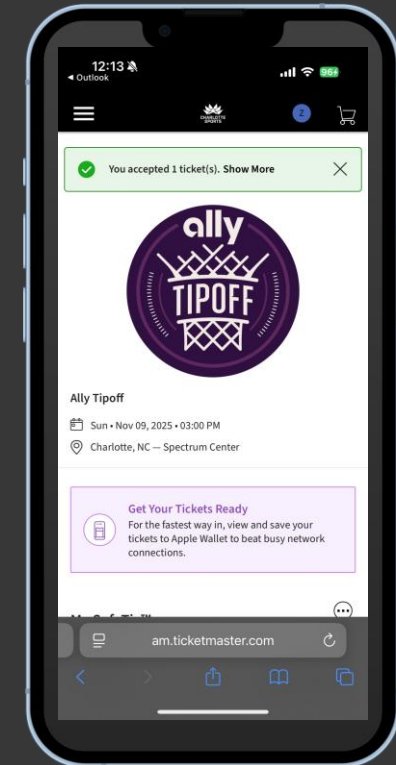 12:13
◀ Outlook
96
CHARLOTTE
SPORTS
Z
You accepted 1 ticket(s). Show More
ally
TIPOFF
Ally Tipoff
Sun • Nov 09, 2025 • 03:00 PM
Charlotte, NC — Spectrum Center
Get Your Tickets Ready
For the fastest way in, view and save your
tickets to Apple Wallet to beat busy network
connections.
am.ticketmaster.com